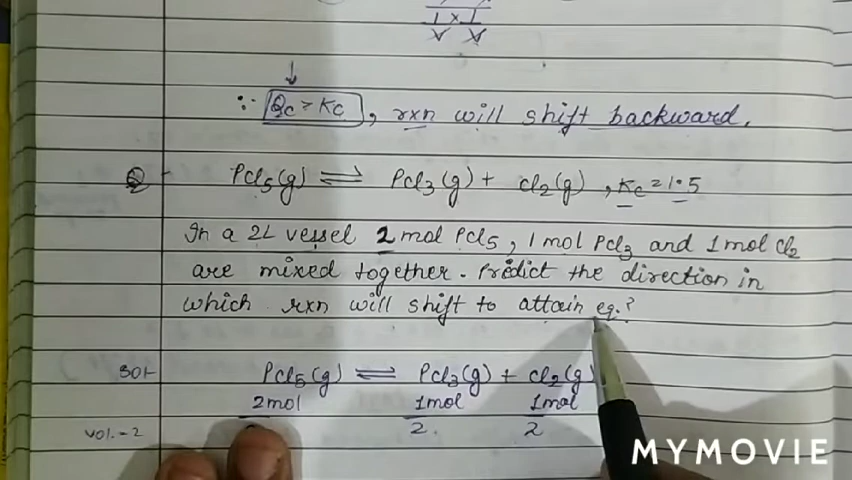 1 × 1
V V
∵ Qc > Kc, rxn will shift backward.
Q PCl5(g) ⇌ PCl3(g) + Cl2(g), Kc = 1.5
In a 2L vessel 2 mol PCl5, 1 mol PCl3 and 1 mol Cl2
are mixed together. Predict the direction in
which rxn will shift to attain eq.?
Sol- PCl5(g) ⇌ PCl3(g) + Cl2(g)
2mol 1mol 1mol
Vol. = 2 2 2
MYMOVIE